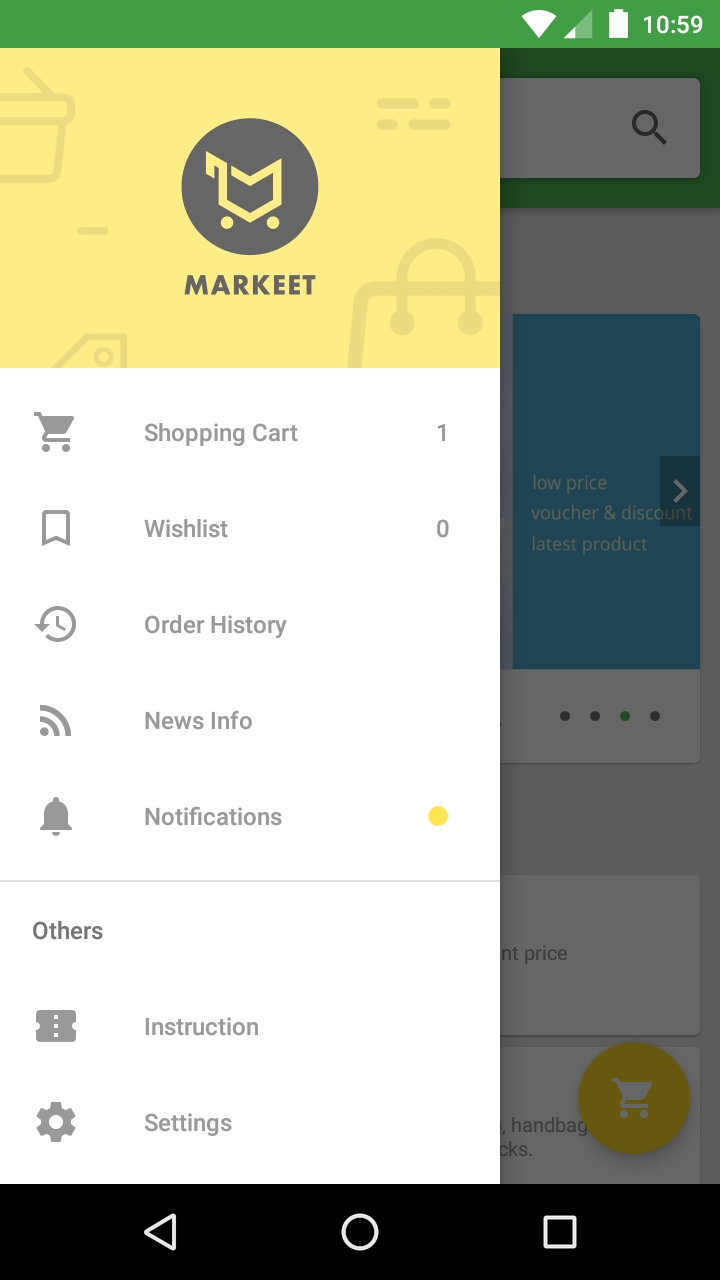 10:59
MARKEET
Shopping Cart 1
Wishlist 0
Order History
News Info
Notifications
Others
Instruction
Settings
low price
voucher & discount
latest product
nt price
, handbag
cks.